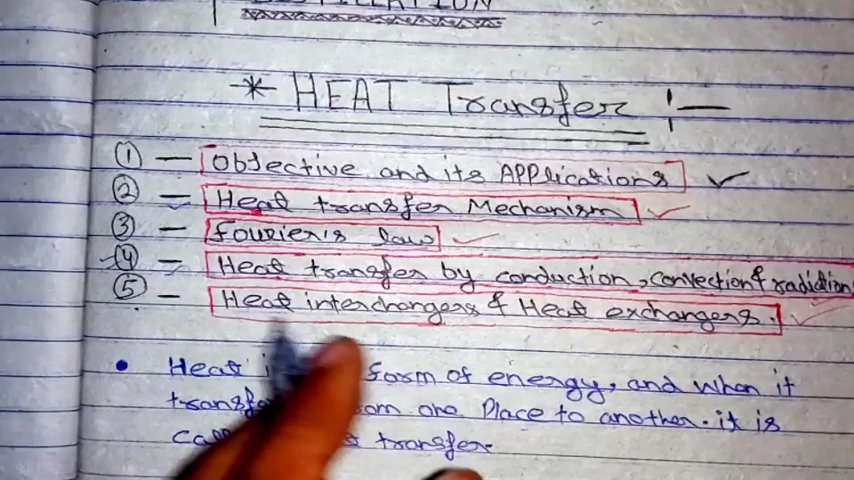 * HEAT Transfer :-
① - Objective and its APPlications ✓
② - Heat transfer Mechanism ✓
③ - Fourier's law ✓
④ - Heat transfer by conduction, convection & radiation
⑤ - Heat interchangers & Heat exchangers. ✓
• Heat form of energy, and when it
one Place to another. it is
transfer.